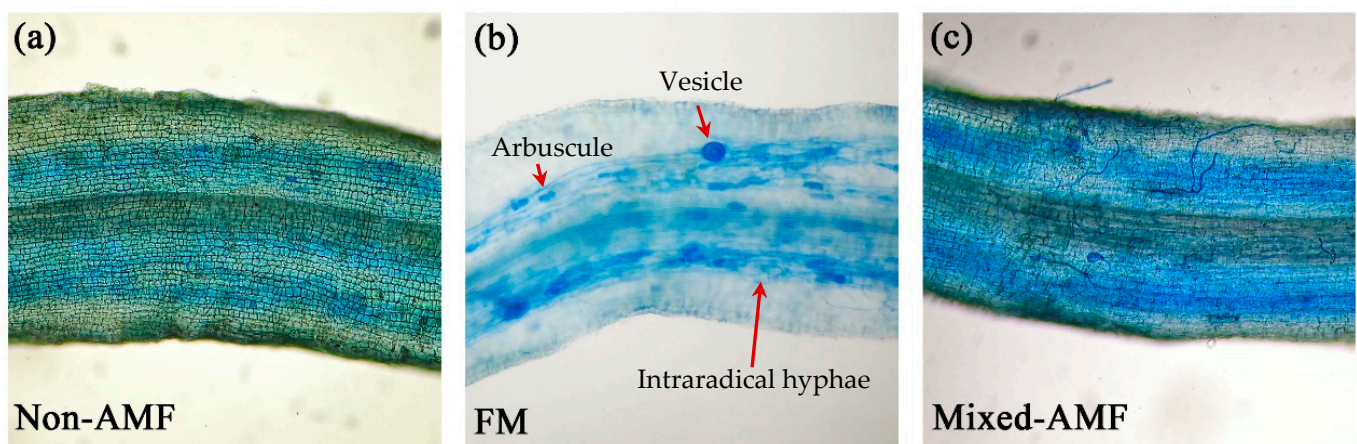 (a)
Non-AMF
(b)
Vesicle
Arbuscule
Intraradical hyphae
FM
(c)
Mixed-AMF